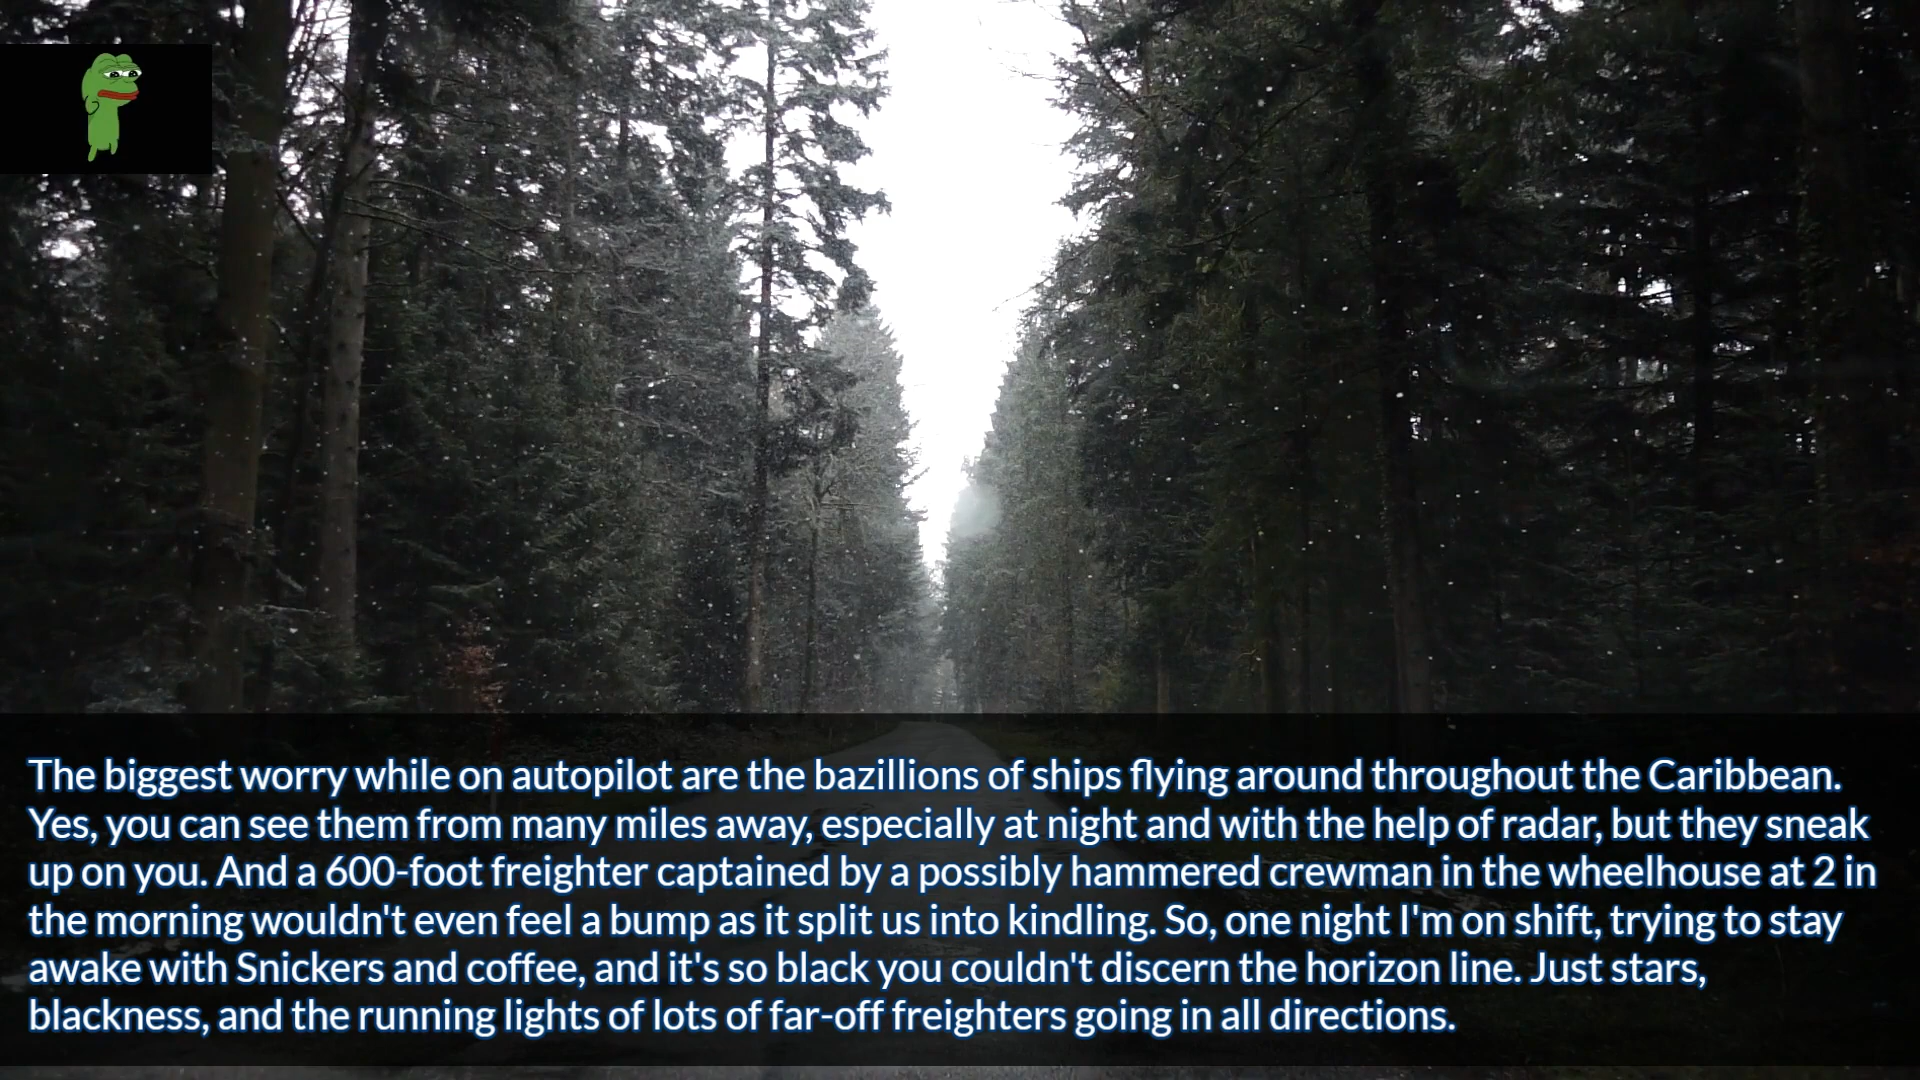 The biggest worry while on autopilot are the bazillions of ships flying around throughout the Caribbean.
Yes, you can see them from many miles away, especially at night and with the help of radar, but they sneak
up on you. And a 600-foot freighter captained by a possibly hammered crewman in the wheelhouse at 2 in
the morning wouldn't even feel a bump as it split us into kindling. So, one night I'm on shift, trying to stay
awake with Snickers and coffee, and it's so black you couldn't discern the horizon line. Just stars,
blackness, and the running lights of lots of far-off freighters going in all directions.